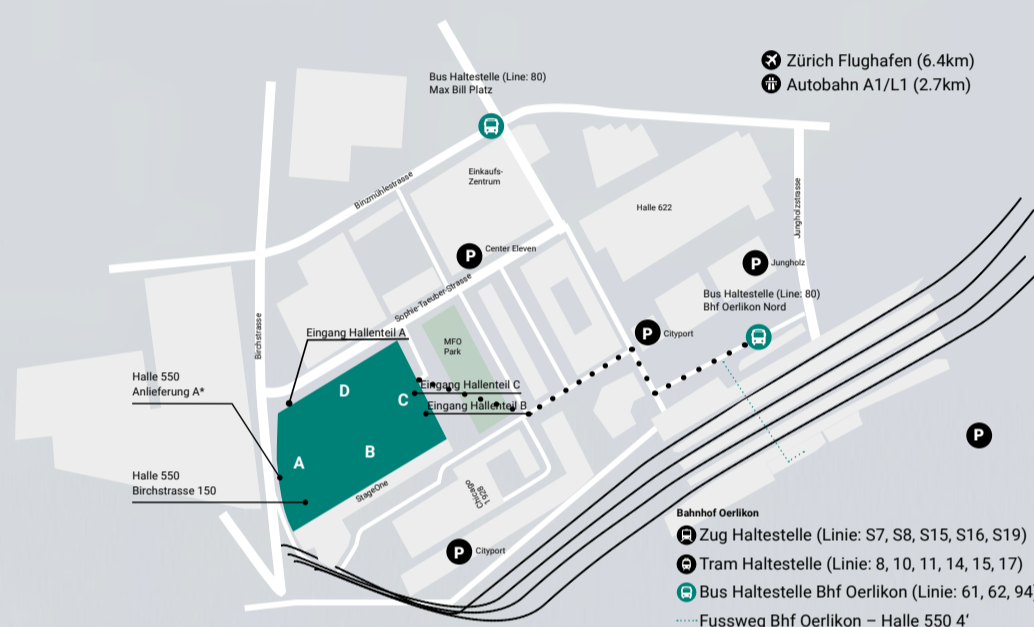 Zürich Flughafen (6.4km)
Autobahn A1/L1 (2.7km)
Bus Haltestelle (Line: 80)
Max Bill Platz
Binzmühlestrasse
Einkaufs-
Zentrum
Halle 622
Jungholzstrasse
P Center Eleven
P Jungholz
Sophie-Taeuber-Strasse
Bus Haltestelle (Line: 80)
Bhf Oerlikon Nord
Birchstrasse
Eingang Hallenteil A
MFO
Park
P Cityport
Halle 550
Anlieferung A*
D
Eingang Hallenteil C
C
Eingang Hallenteil B
P
A
B
Halle 550
Birchstrasse 150
StageOne
Chicago
1928
P Cityport
Bahnhof Oerlikon
Zug Haltestelle (Linie: S7, S8, S15, S16, S19)
Tram Haltestelle (Linie: 8, 10, 11, 14, 15, 17)
Bus Haltestelle Bhf Oerlikon (Linie: 61, 62, 94)
Fussweg Bhf Oerlikon – Halle 550 4‘